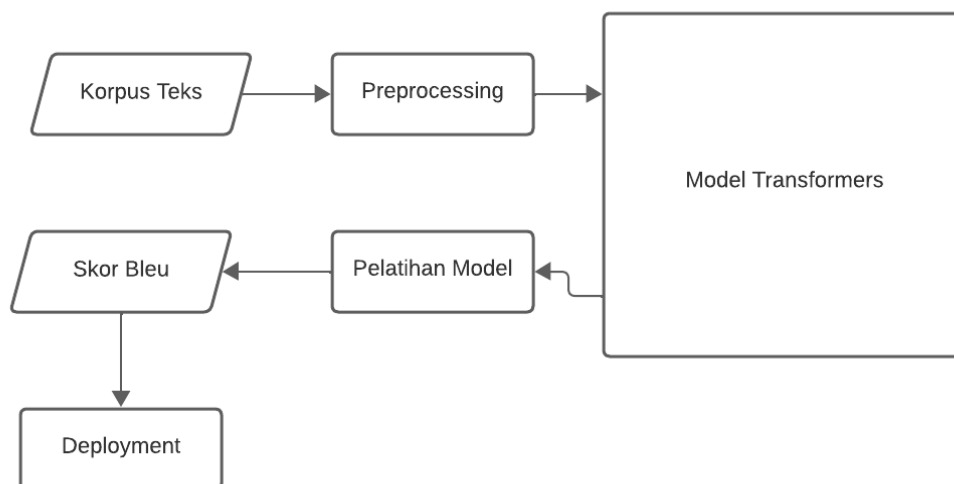 Korpus Teks
Preprocessing
Model Transformers
Skor Bleu
Pelatihan Model
Deployment